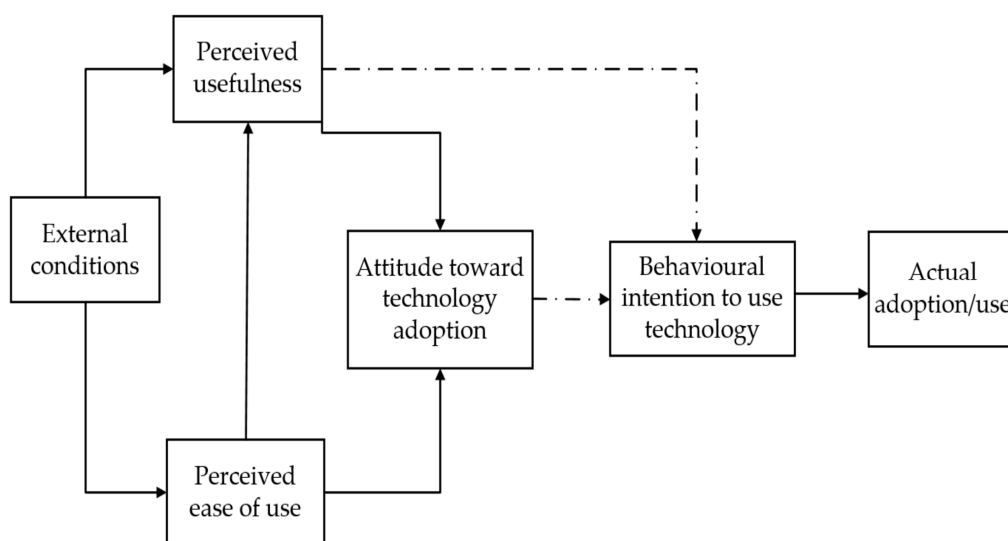 Perceived
usefulness
External
conditions
Attitude toward
technology
adoption
Behavioural
intention to use
technology
Actual
adoption/use
Perceived
ease of use